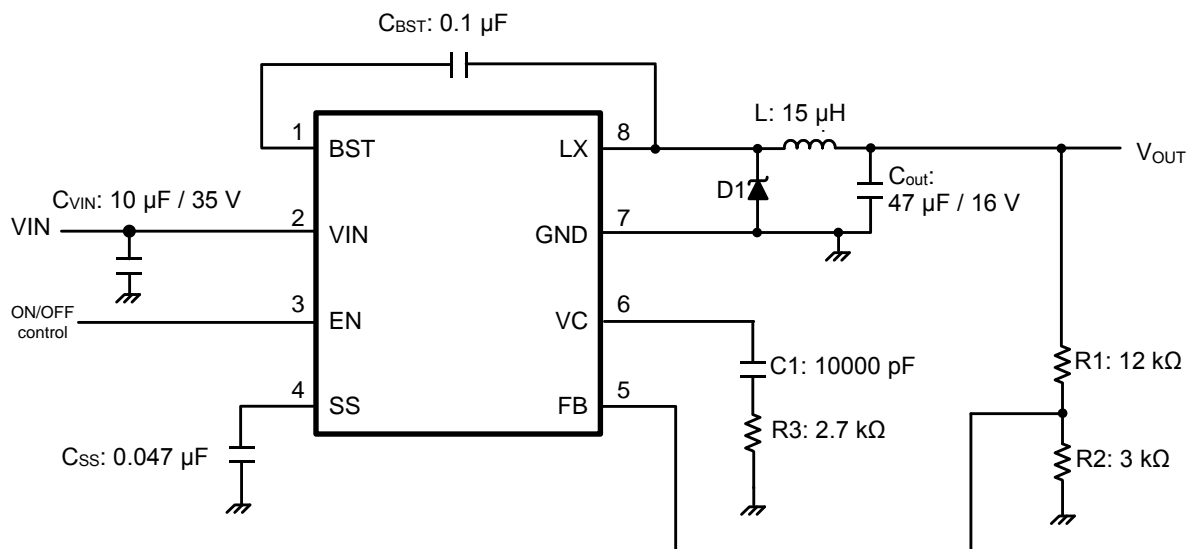 CBST: 0.1 µF
1
BST
LX
8
L: 15 µH
VOUT
D1
Cout:
47 µF / 16 V
CVIN: 10 µF / 35 V
VIN
2
VIN
GND
7
ON/OFF
control
3
EN
VC
6
C1: 10000 pF
R1: 12 kΩ
4
SS
FB
5
R3: 2.7 kΩ
R2: 3 kΩ
CSS: 0.047 µF